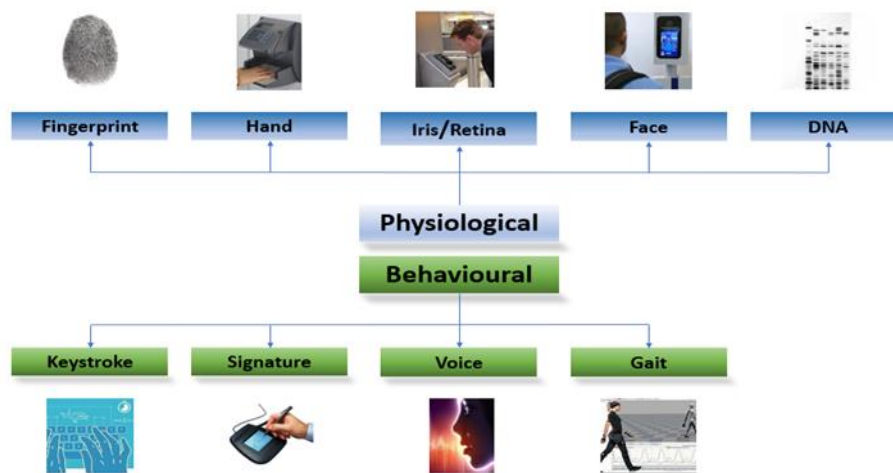 Fingerprint
Hand
Iris/Retina
Face
DNA
Physiological
Behavioural
Keystroke
Signature
Voice
Gait